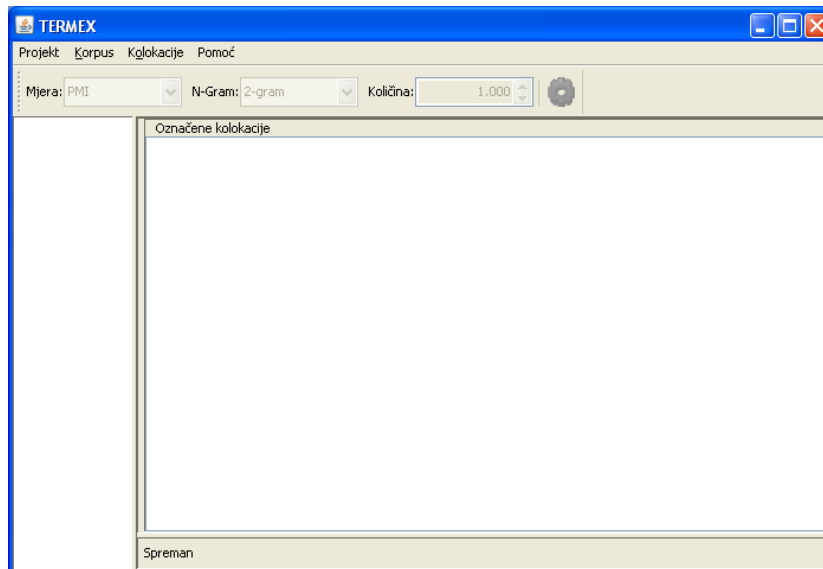 TERMEX
Projekt Korpus Kolokacije Pomoć
Mjera: PMI N-Gram: 2-gram Količina: 1.000
Označene kolokacije
Spreman